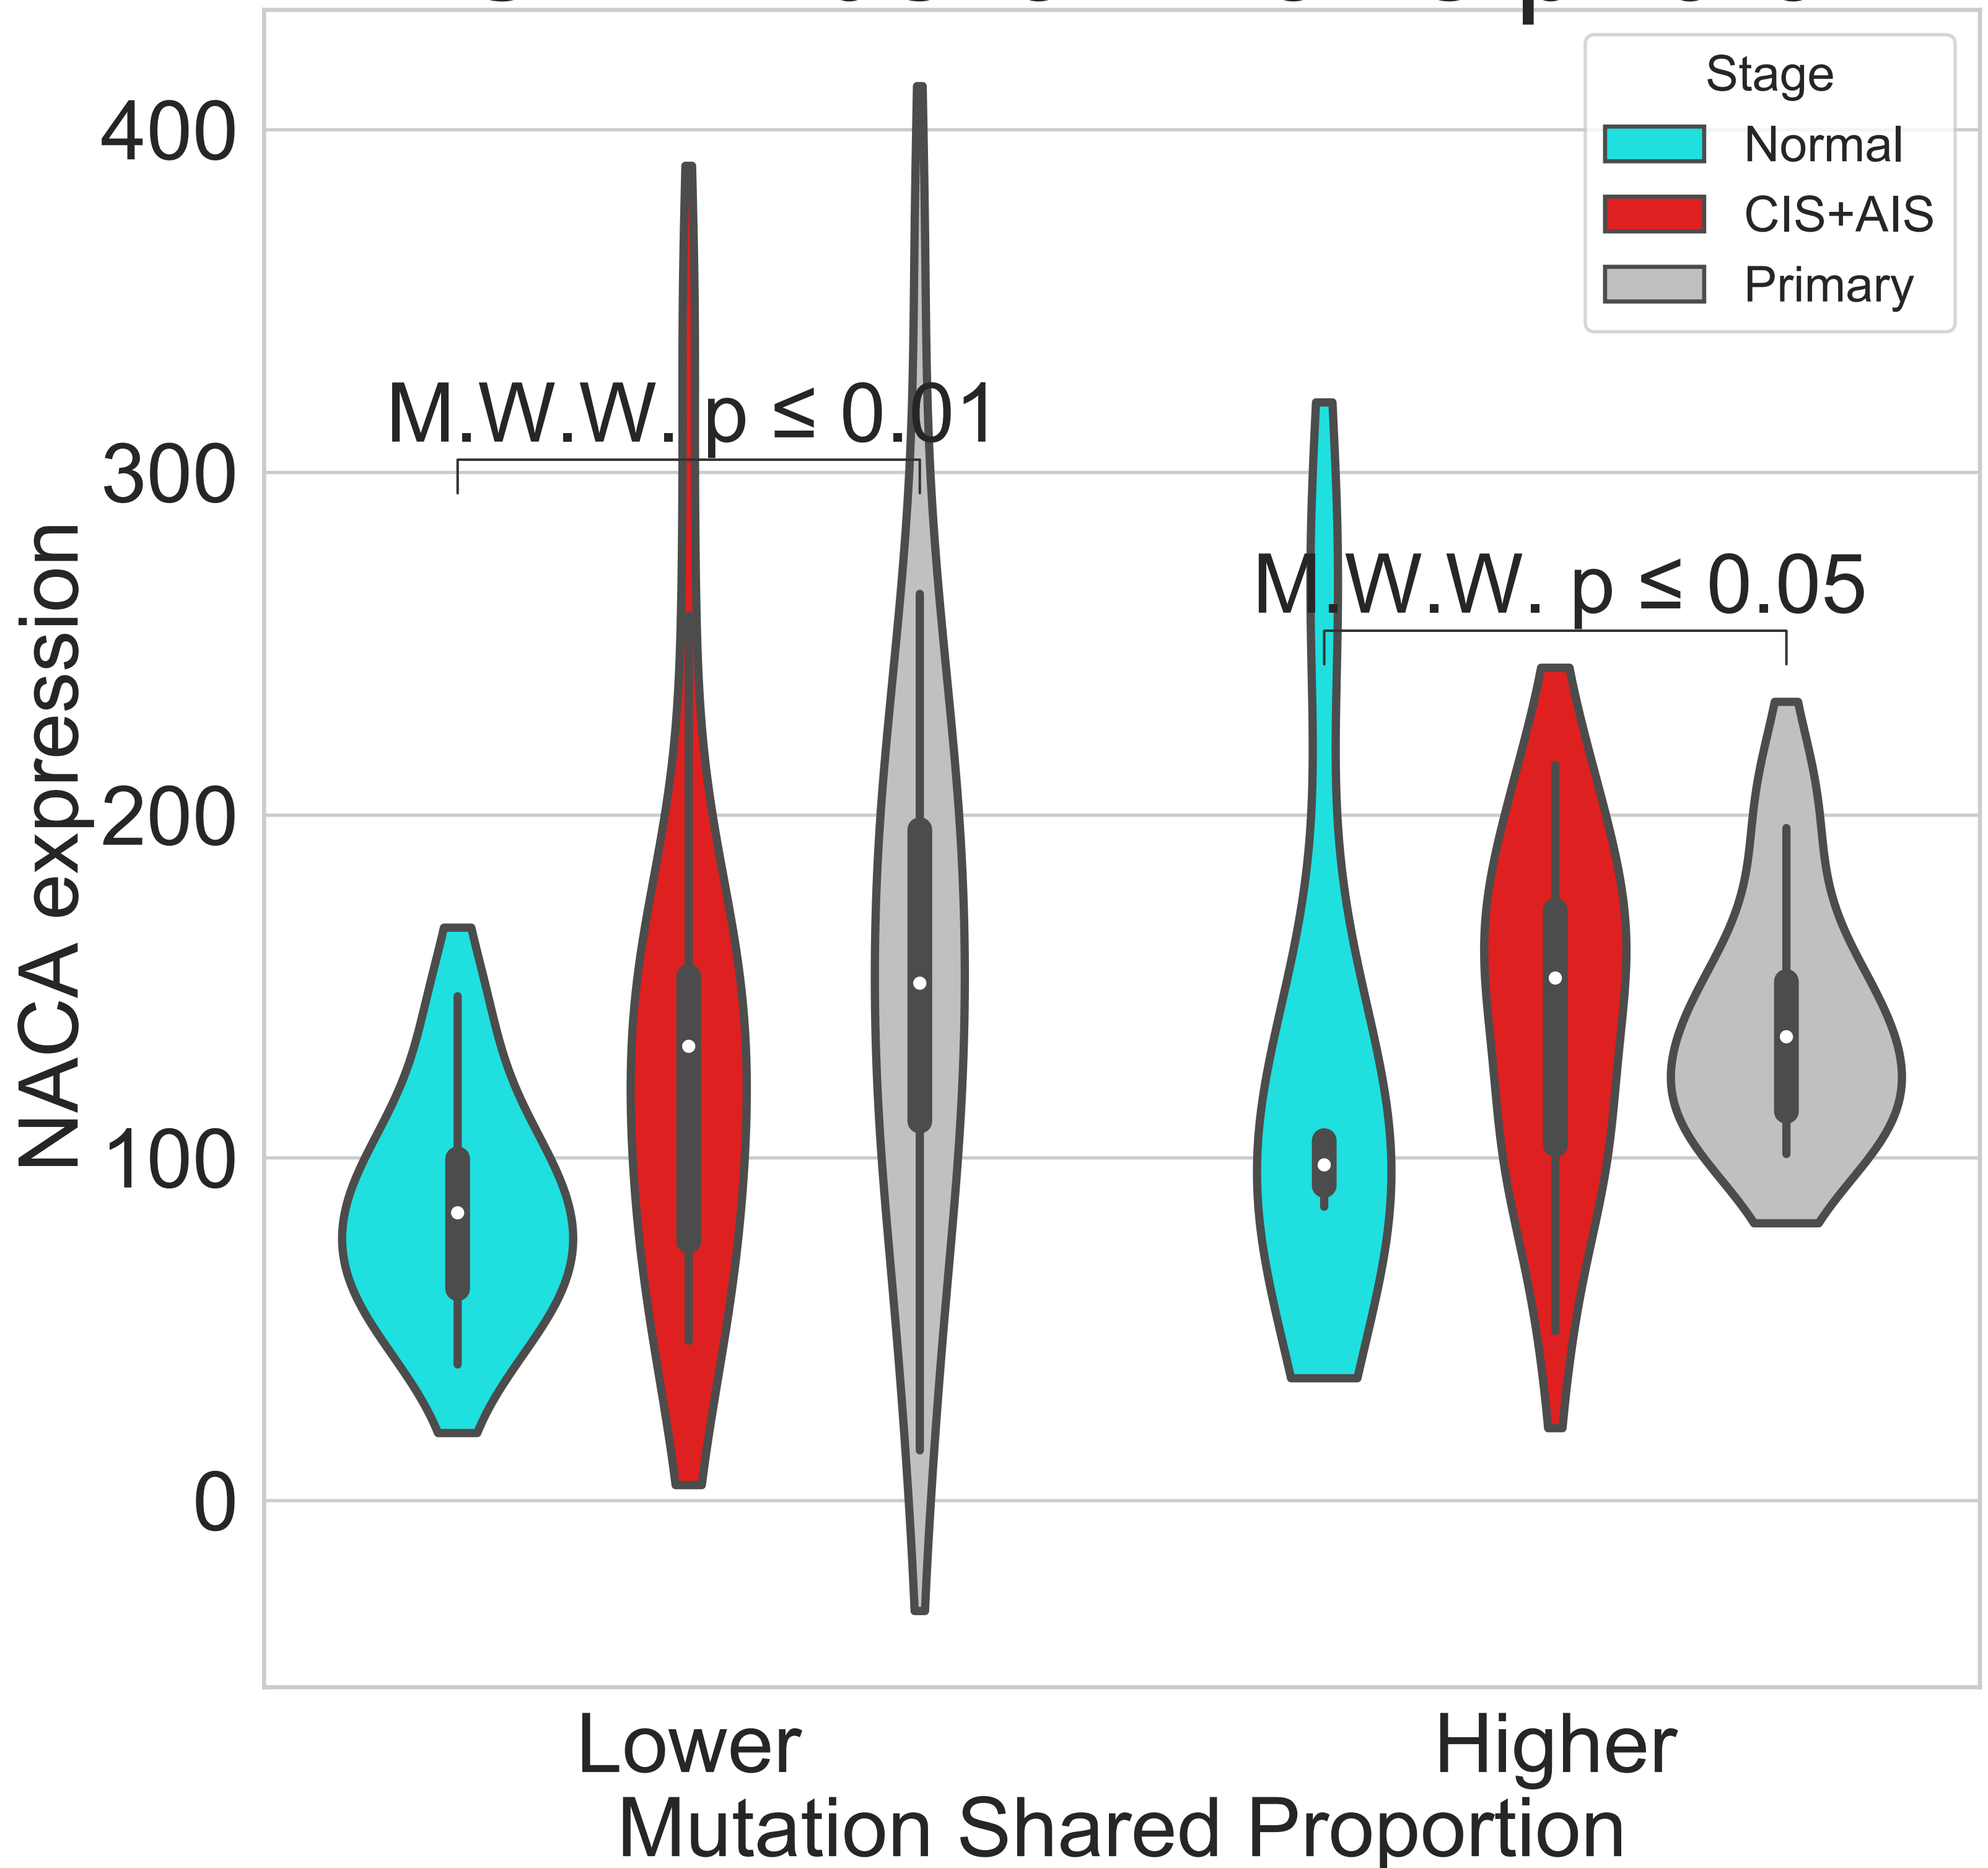 Stage
Normal
CIS+AIS
Primary
400
300
200
100
0
NACA expression
M.W.W. p ≤ 0.01
M.W.W. p ≤ 0.05
Lower
Higher
Mutation Shared Proportion